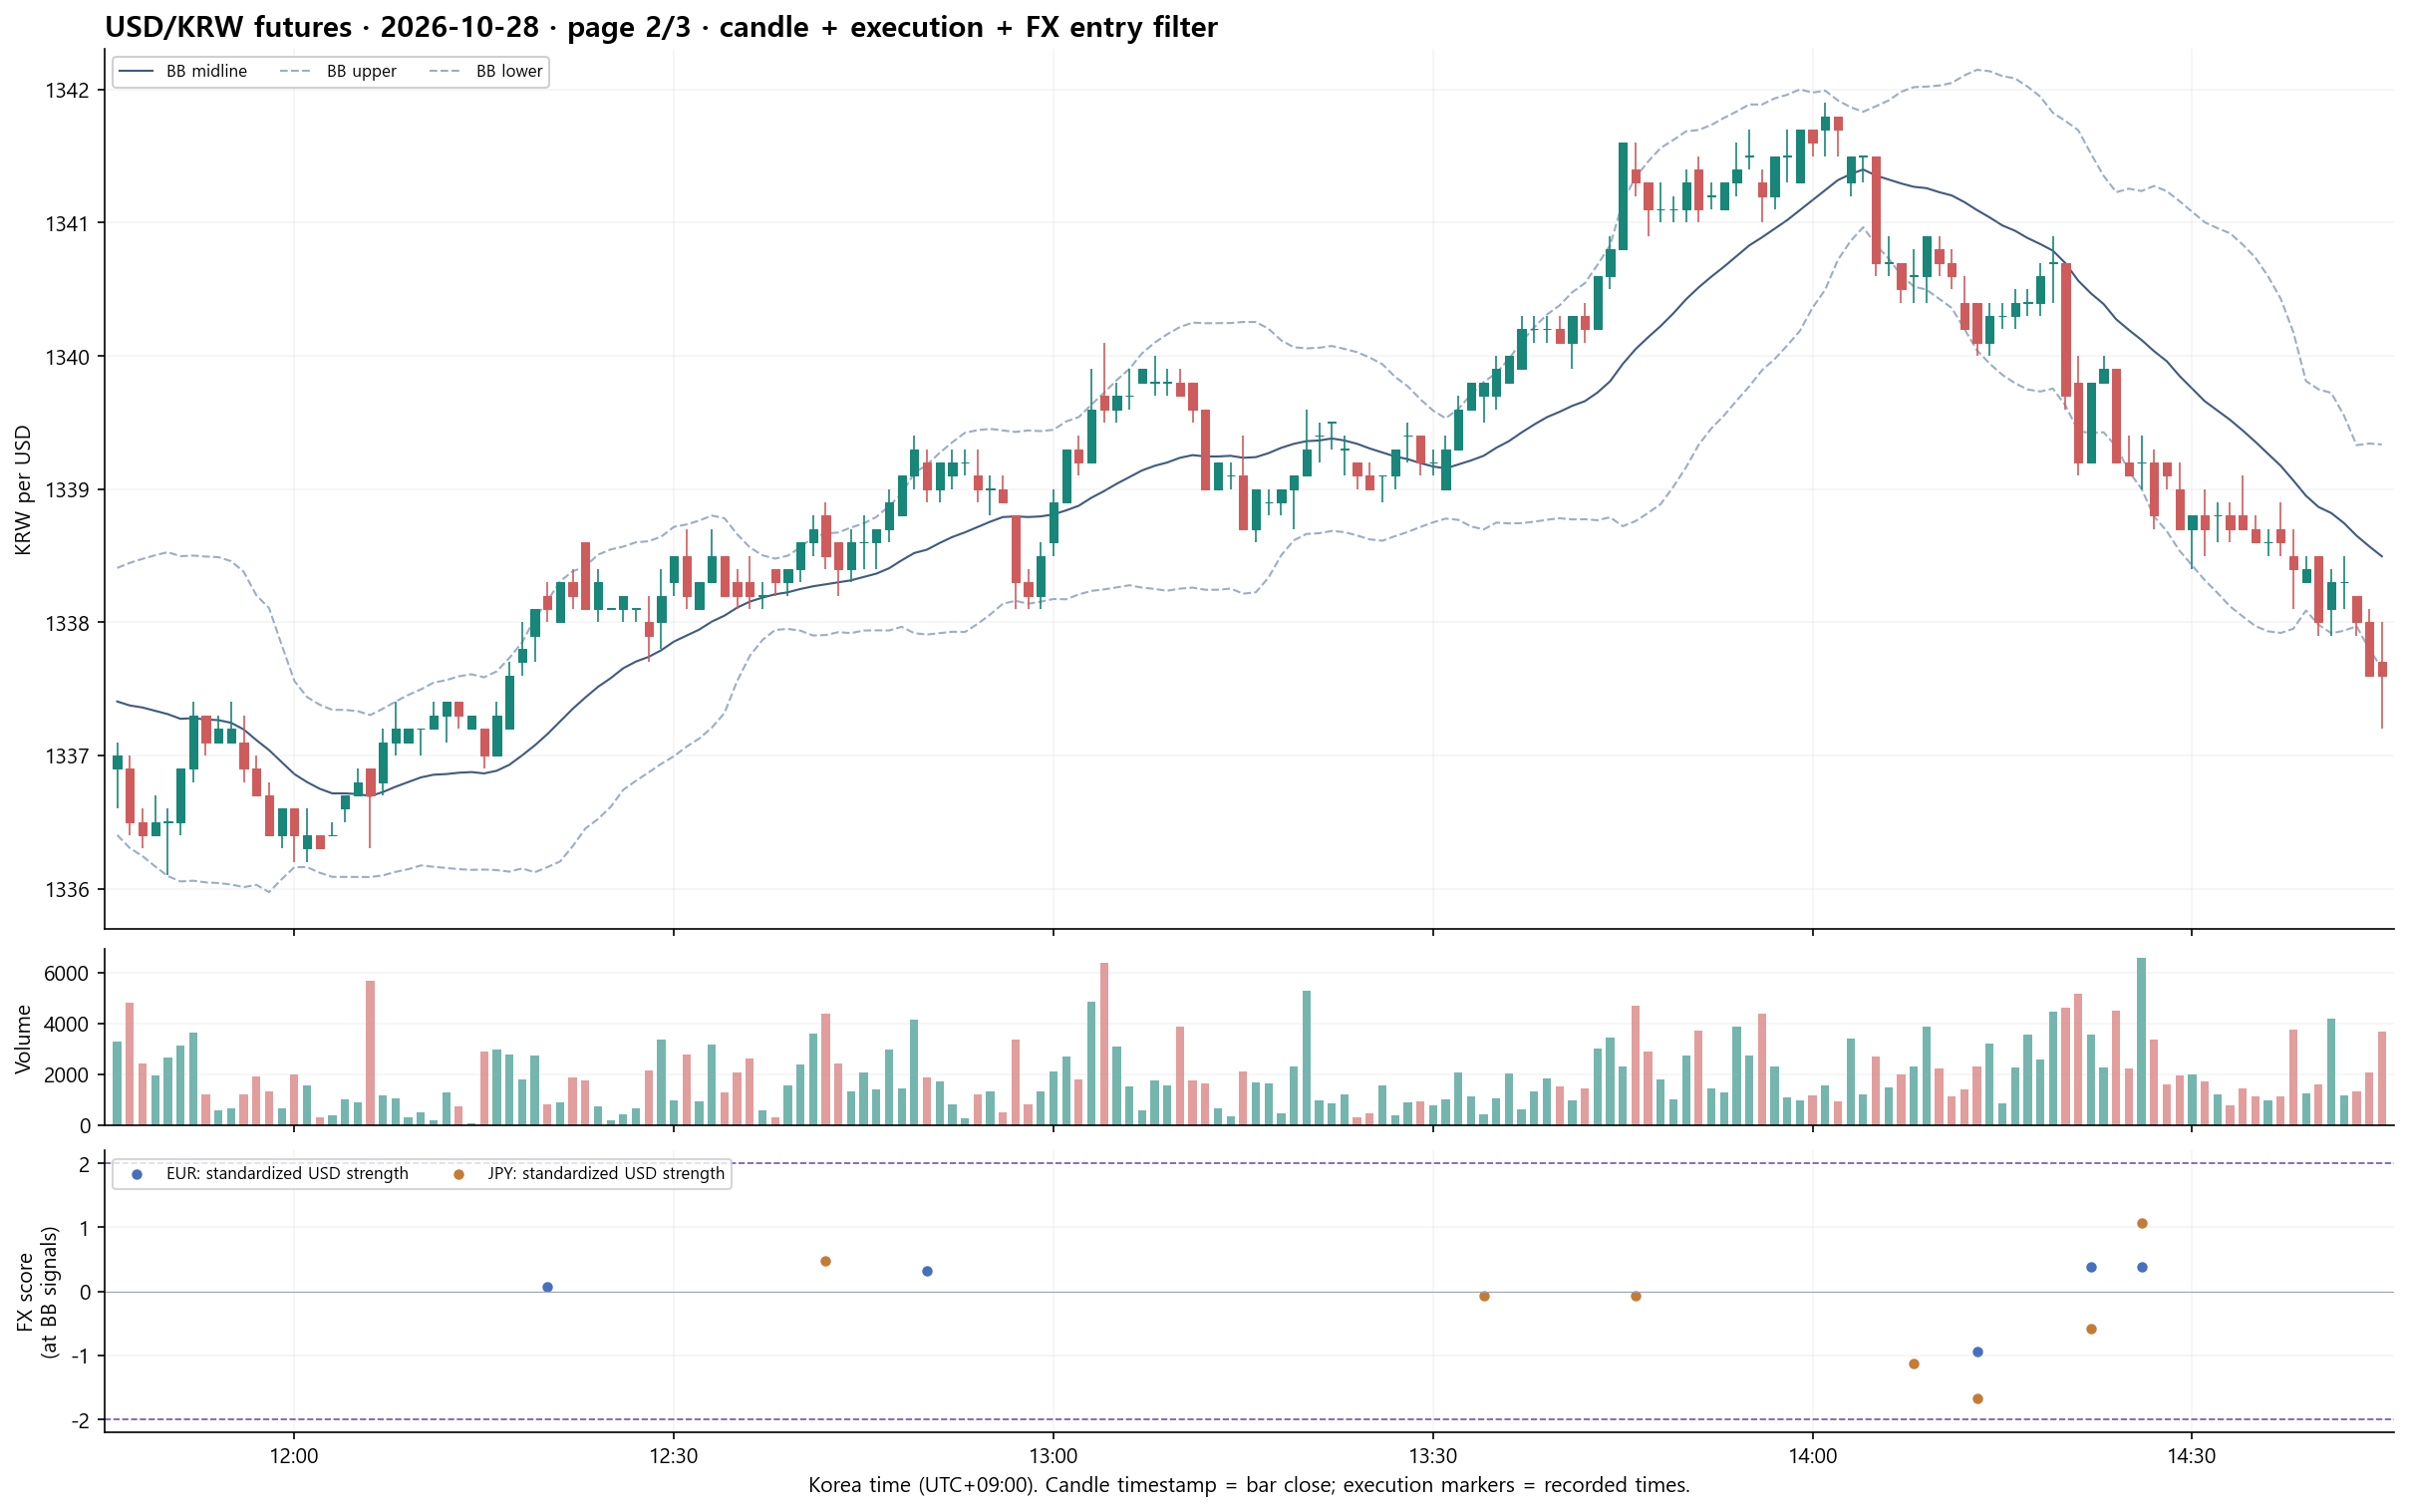 USD/KRW futures · 2026-10-28 · page 2/3 · candle + execution + FX entry filter
BB midline
BB upper
BB lower
1342
1341
1340
1339
1338
1337
1336
KRW per USD
6000
4000
2000
0
Volume
EUR: standardized USD strength
JPY: standardized USD strength
2
1
0
-1
-2
FX score
(at BB signals)
12:00
12:30
13:00
13:30
14:00
14:30
Korea time (UTC+09:00). Candle timestamp = bar close; execution markers = recorded times.